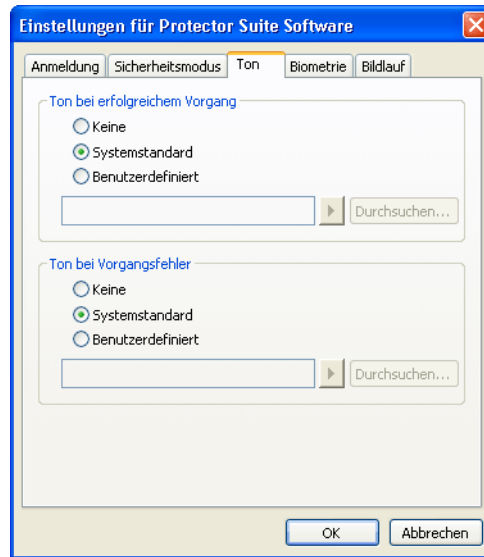 Einstellungen für Protector Suite Software
Anmeldung Sicherheitsmodus Ton Biometrie Bildlauf
Ton bei erfolgreichem Vorgang
Keine
Systemstandard
Benutzerdefiniert
Durchsuchen...
Ton bei Vorgangsfehler
Keine
Systemstandard
Benutzerdefiniert
Durchsuchen...
OK Abbrechen